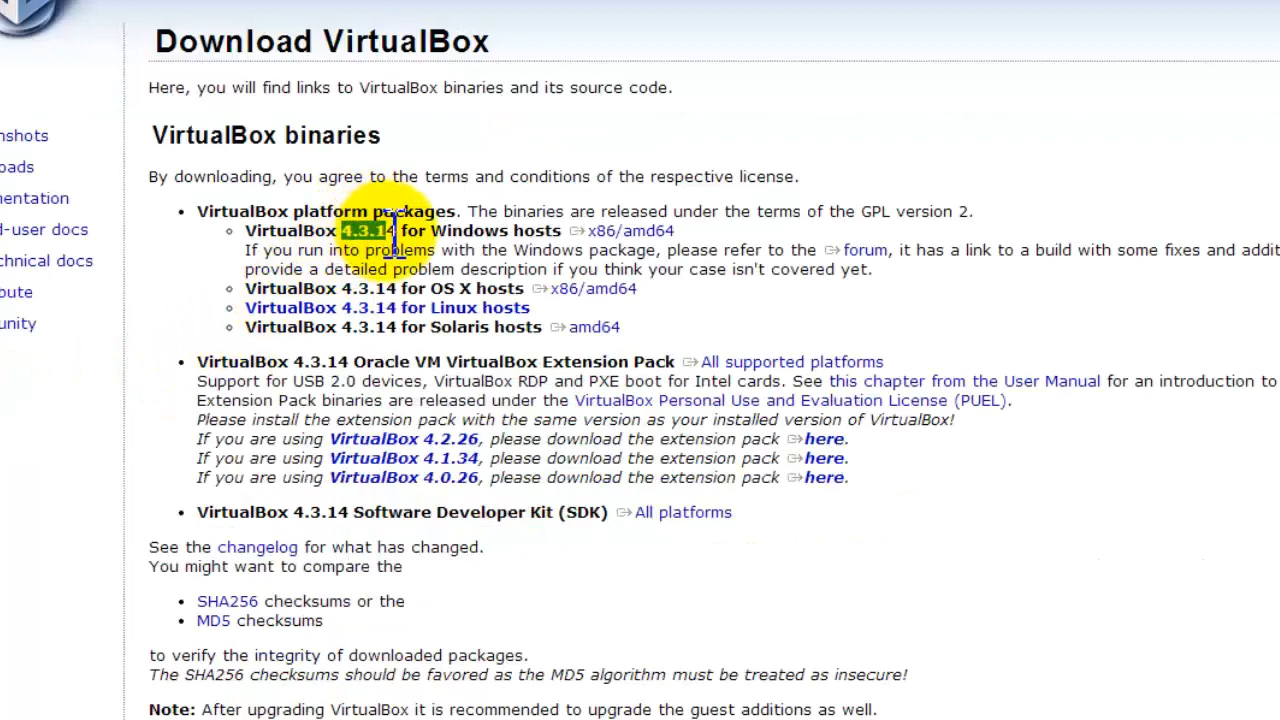 Download VirtualBox
Here, you will find links to VirtualBox binaries and its source code.
nshots
VirtualBox binaries
oads
By downloading, you agree to the terms and conditions of the respective license.
entation
• VirtualBox platform packages. The binaries are released under the terms of the GPL version 2.
d-user docs
◦ VirtualBox 4.3.14 for Windows hosts x86/amd64
If you run into problems with the Windows package, please refer to the forum, it has a link to a build with some fixes and addit
chnical docs
provide a detailed problem description if you think your case isn't covered yet.
◦ VirtualBox 4.3.14 for OS X hosts x86/amd64
bute
◦ VirtualBox 4.3.14 for Linux hosts
unity
◦ VirtualBox 4.3.14 for Solaris hosts amd64
• VirtualBox 4.3.14 Oracle VM VirtualBox Extension Pack All supported platforms
Support for USB 2.0 devices, VirtualBox RDP and PXE boot for Intel cards. See this chapter from the User Manual for an introduction to
Extension Pack binaries are released under the VirtualBox Personal Use and Evaluation License (PUEL).
Please install the extension pack with the same version as your installed version of VirtualBox!
If you are using VirtualBox 4.2.26, please download the extension pack here.
If you are using VirtualBox 4.1.34, please download the extension pack here.
If you are using VirtualBox 4.0.26, please download the extension pack here.
• VirtualBox 4.3.14 Software Developer Kit (SDK) All platforms
See the changelog for what has changed.
You might want to compare the
• SHA256 checksums or the
• MD5 checksums
to verify the integrity of downloaded packages.
The SHA256 checksums should be favored as the MD5 algorithm must be treated as insecure!
Note: After upgrading VirtualBox it is recommended to upgrade the guest additions as well.